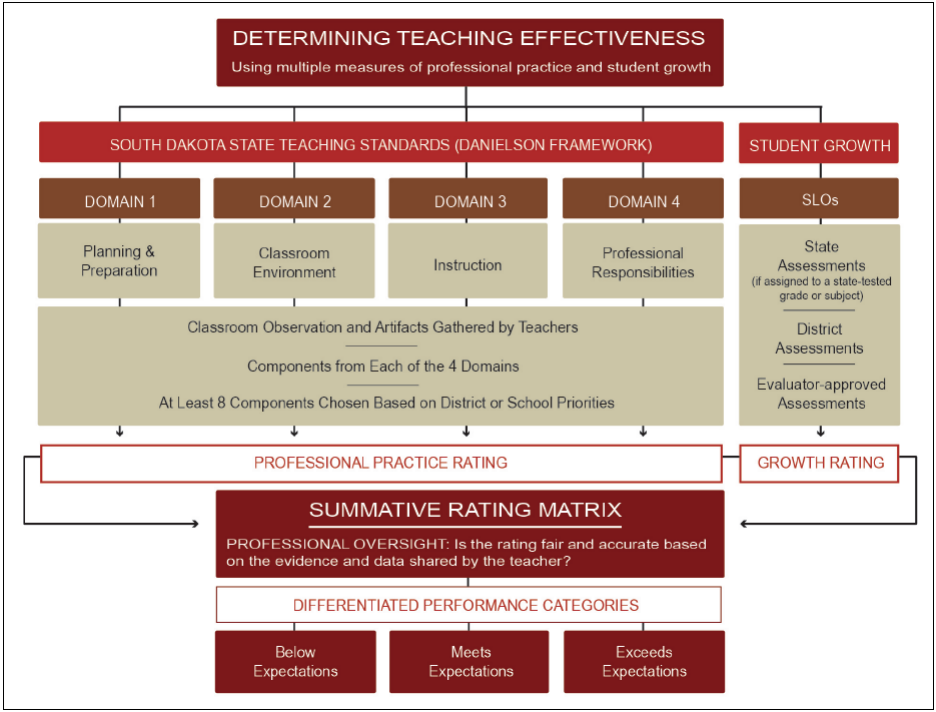 DETERMINING TEACHING EFFECTIVENESS
Using multiple measures of professional practice and student growth
SOUTH DAKOTA STATE TEACHING STANDARDS (DANIELSON FRAMEWORK)
STUDENT GROWTH
DOMAIN 1
DOMAIN 2
DOMAIN 3
DOMAIN 4
SLOs
Planning &
Preparation
Classroom
Environment
Instruction
Professional
Responsibilities
State
Assessments
(if assigned to a state-tested
grade or subject)
District
Assessments
Evaluator-approved
Assessments
Classroom Observation and Artifacts Gathered by Teachers
Components from Each of the 4 Domains
At Least 8 Components Chosen Based on District or School Priorities
PROFESSIONAL PRACTICE RATING
GROWTH RATING
SUMMATIVE RATING MATRIX
PROFESSIONAL OVERSIGHT: Is the rating fair and accurate based
on the evidence and data shared by the teacher?
DIFFERENTIATED PERFORMANCE CATEGORIES
Below
Expectations
Meets
Expectations
Exceeds
Expectations